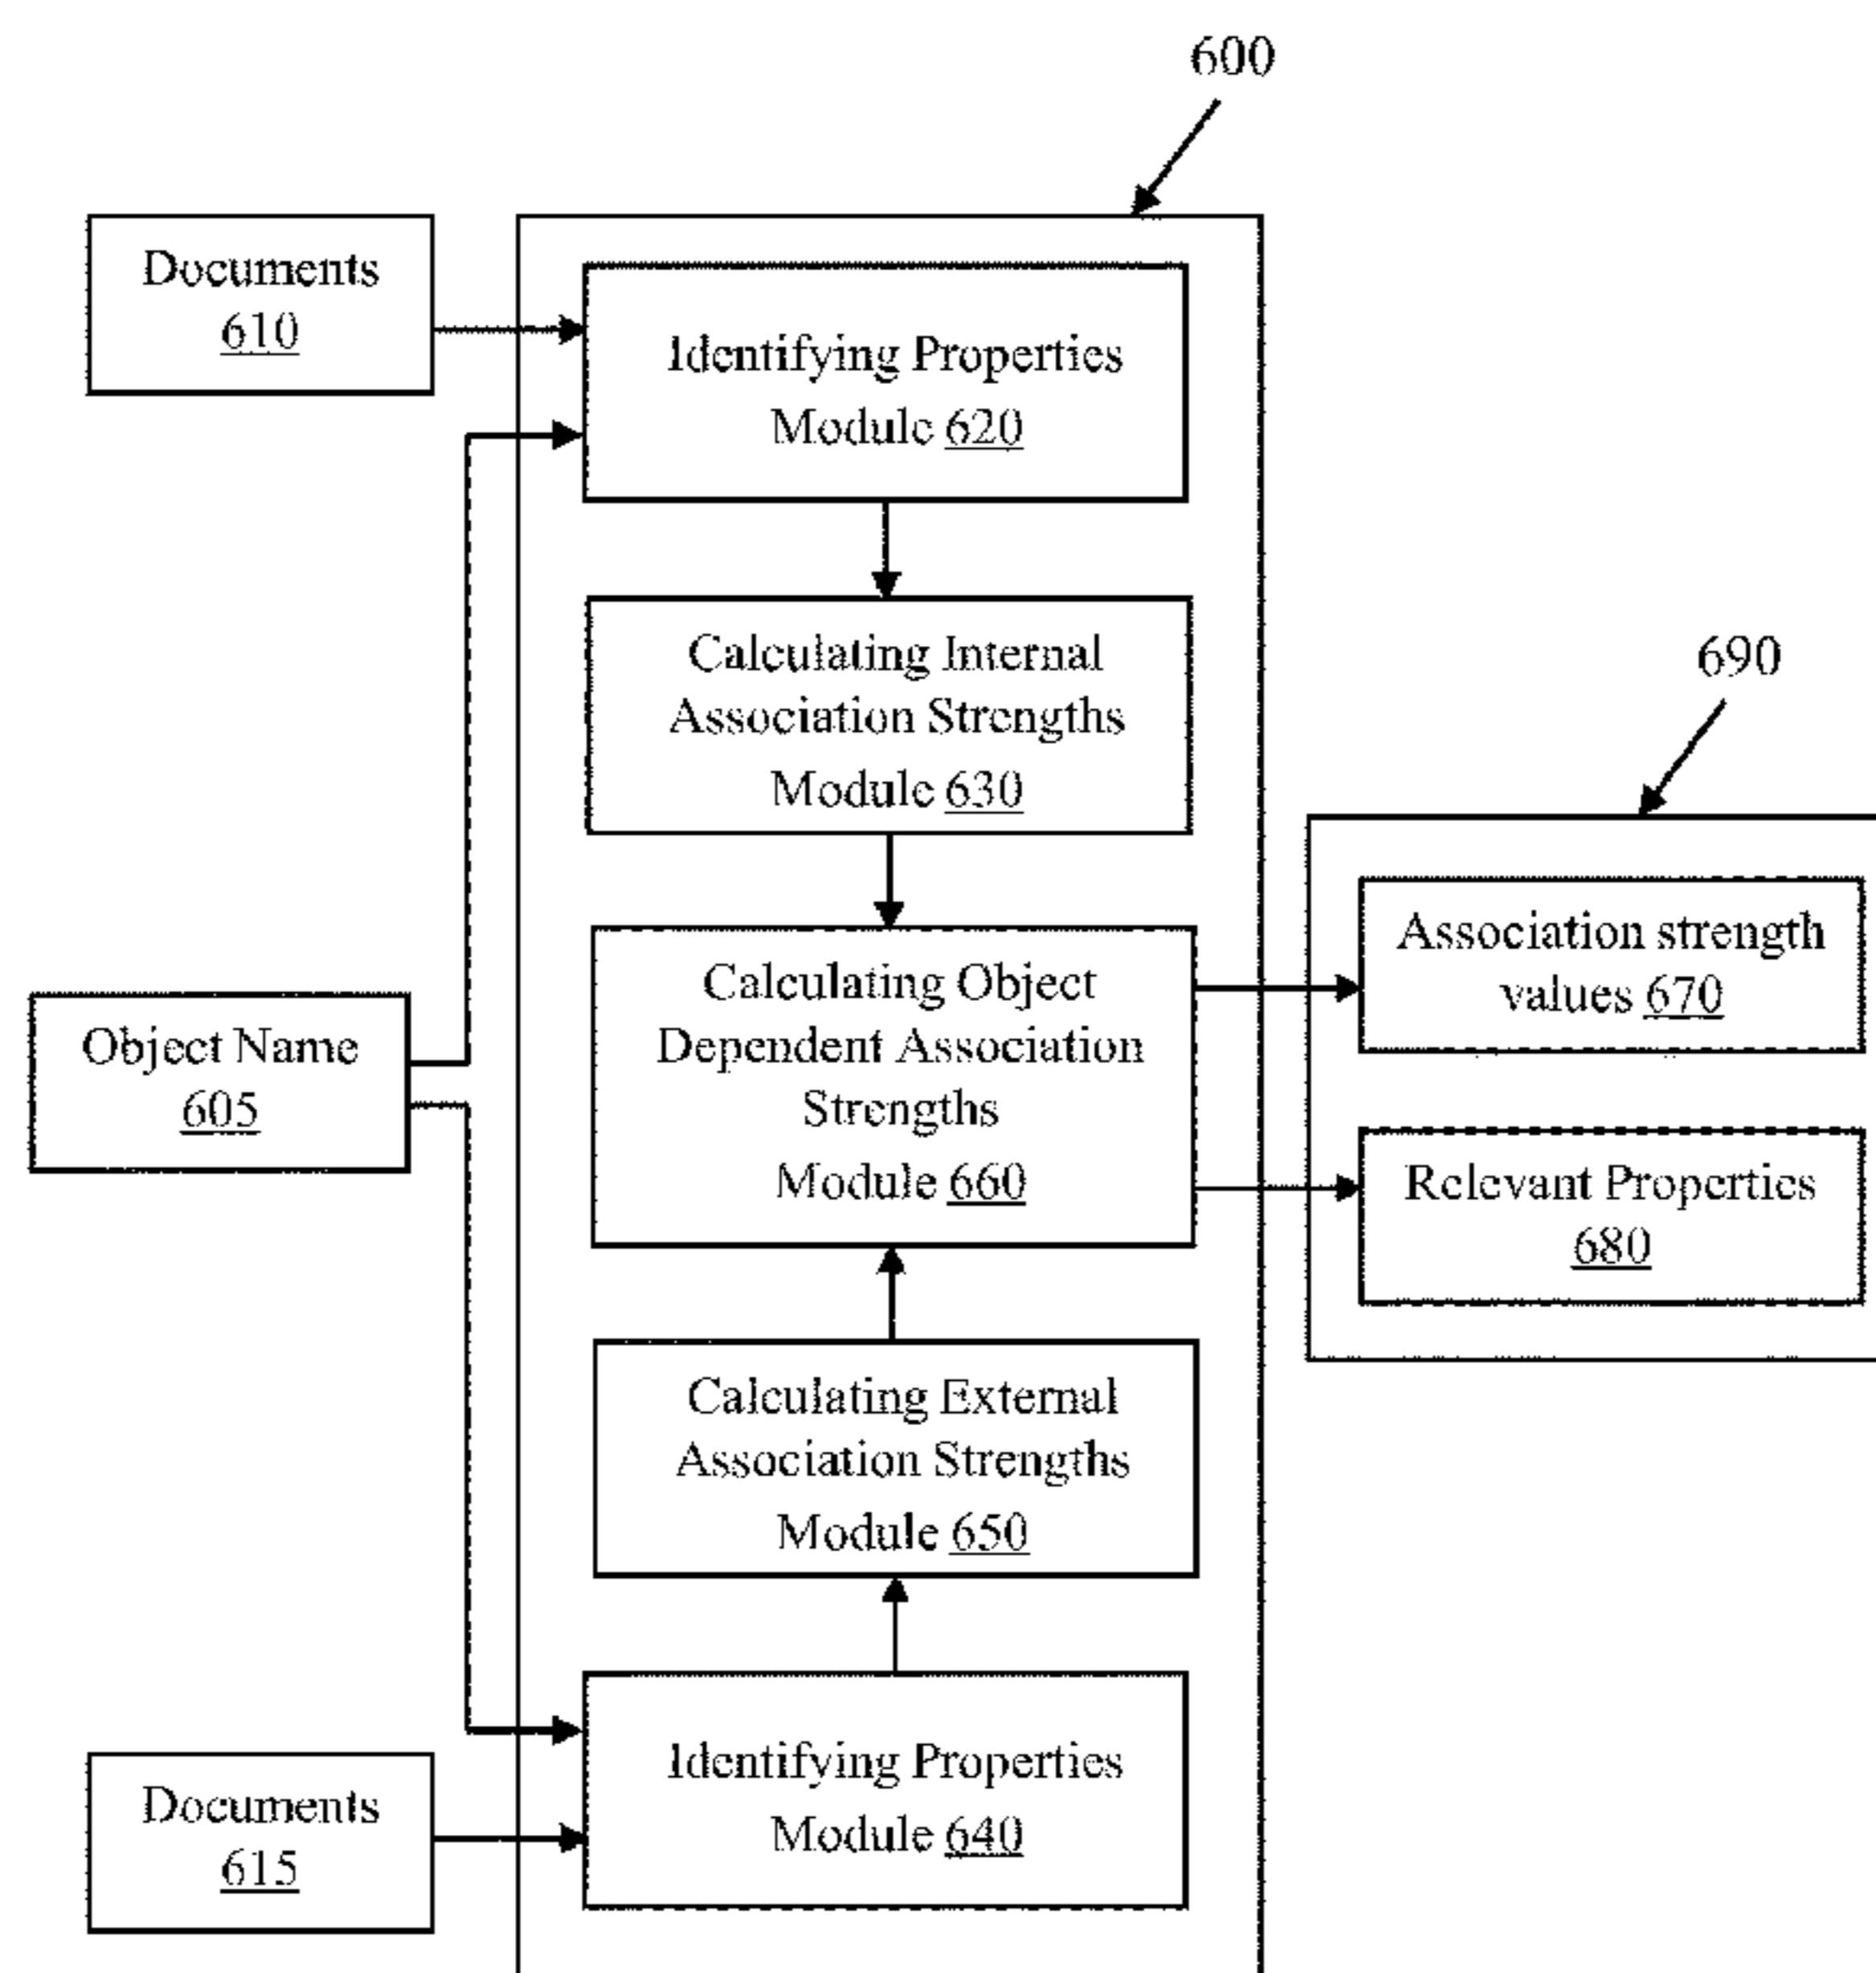 600
Documents
610
Identifying Properties
Module 620
Calculating Internal
Association Strengths
Module 630
690
Object Name
605
Calculating Object
Dependent Association
Strengths
Module 660
Association strength
values 670
Relevant Properties
680
Calculating External
Association Strengths
Module 650
Documents
615
Identifying Properties
Module 640